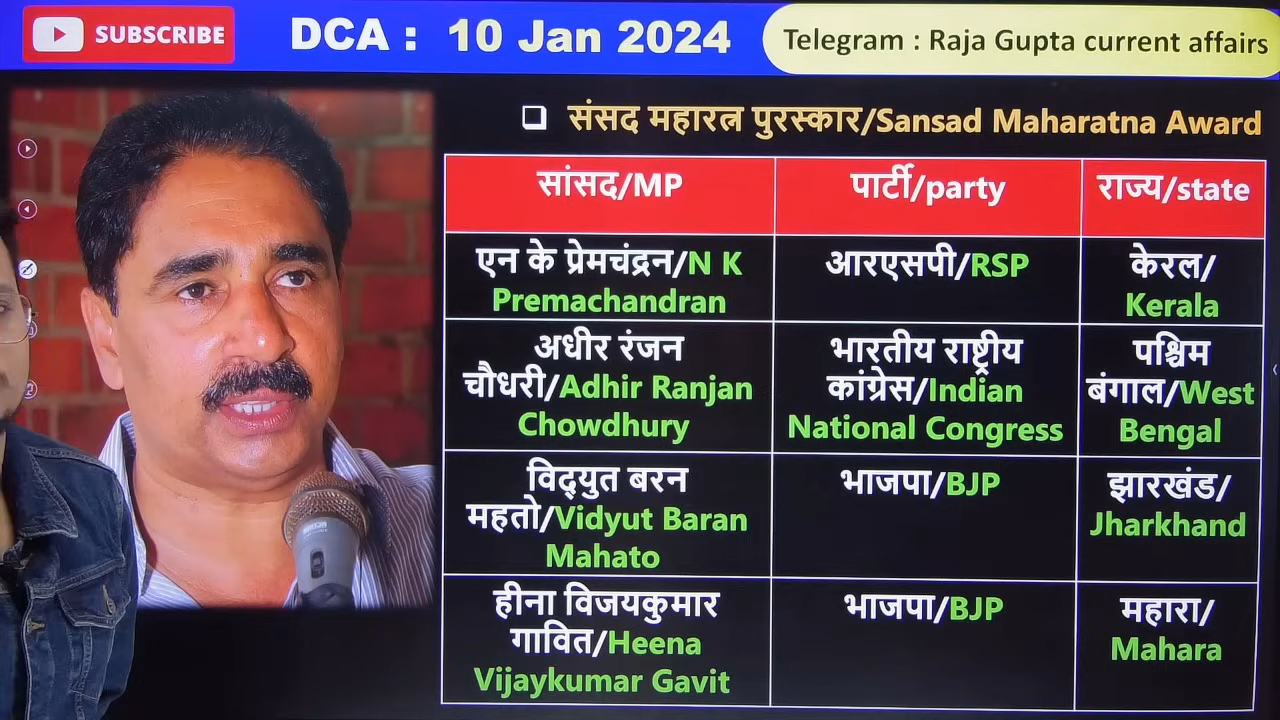 SUBSCRIBE
DCA : 10 Jan 2024
Telegram : Raja Gupta current affairs
संसद महारत्न पुरस्कार/Sansad Maharatna Award
सांसद/MP
पार्टी/party
राज्य/state
एन के प्रेमचंद्रन/N K
Premachandran
आरएसपी/RSP
केरल/
Kerala
अधीर रंजन
चौधरी/Adhir Ranjan
Chowdhury
भारतीय राष्ट्रीय
कांग्रेस/Indian
National Congress
पश्चिम
बंगाल/West
Bengal
विद्युत बरन
महतो/Vidyut Baran
Mahato
भाजपा/BJP
झारखंड/
Jharkhand
हीना विजयकुमार
गावित/Heena
Vijaykumar Gavit
भाजपा/BJP
महारा/
Mahara